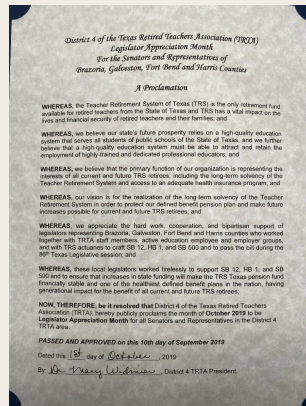 District 4 of the Texas Retired Teachers Association (TRTA)
Legislator Appreciation Month
For the Senators and Representatives of
Brazoria, Galveston, Fort Bend and Harris Counties
A Proclamation
WHEREAS, the Teacher Retirement System of Texas (TRS) is the only retirement fund
available for retired teachers from the State of Texas and TRS has a vital impact on the
lives and financial security of retired teachers and their families; and
WHEREAS, we believe our state's future prosperity relies on a high-quality education
system that serves all students of public schools of the State of Texas, and we further
believe that a high-quality education system must be able to attract and retain the
employment of highly trained and dedicated professional educators; and
WHEREAS, we believe that the primary function of our organization is representing the
interests of all current and future TRS retirees, including the long-term solvency of the
Teacher Retirement System and access to an adequate health insurance program; and
WHEREAS, our vision is for the realization of the long-term solvency of the Teacher
Retirement System in order to protect our defined benefit pension plan and make future
increases possible for current and future TRS retirees; and
WHEREAS, we appreciate the hard work, cooperation, and bipartisan support of
legislators representing Brazoria, Galveston, Fort Bend and Harris counties who worked
together with TRTA staff members, active education employee and employer groups,
and with TRS actuaries to craft SB 12, HB 1, and SB 500 and to pass the bill during the
86th Texas Legislative session; and
WHEREAS, these local legislators worked tirelessly to support SB 12, HB 1, and SB
500 and to ensure that increases in state funding will make the TRS Texas pension fund
financially stable and one of the healthiest defined benefit plans in the nation, having
generational impact for the benefit of all current and future TRS retirees;
NOW, THEREFORE, be it resolved that District 4 of the Texas Retired Teachers
Association (TRTA), hereby publicly proclaims the month of October 2019 to be
Legislator Appreciation Month for all Senators and Representatives in the District 4
TRTA area.
PASSED AND APPROVED on this 10th day of September 2019
Dated this 1st day of October, 2019
By: Dr. Mary Widmier, District 4 TRTA President